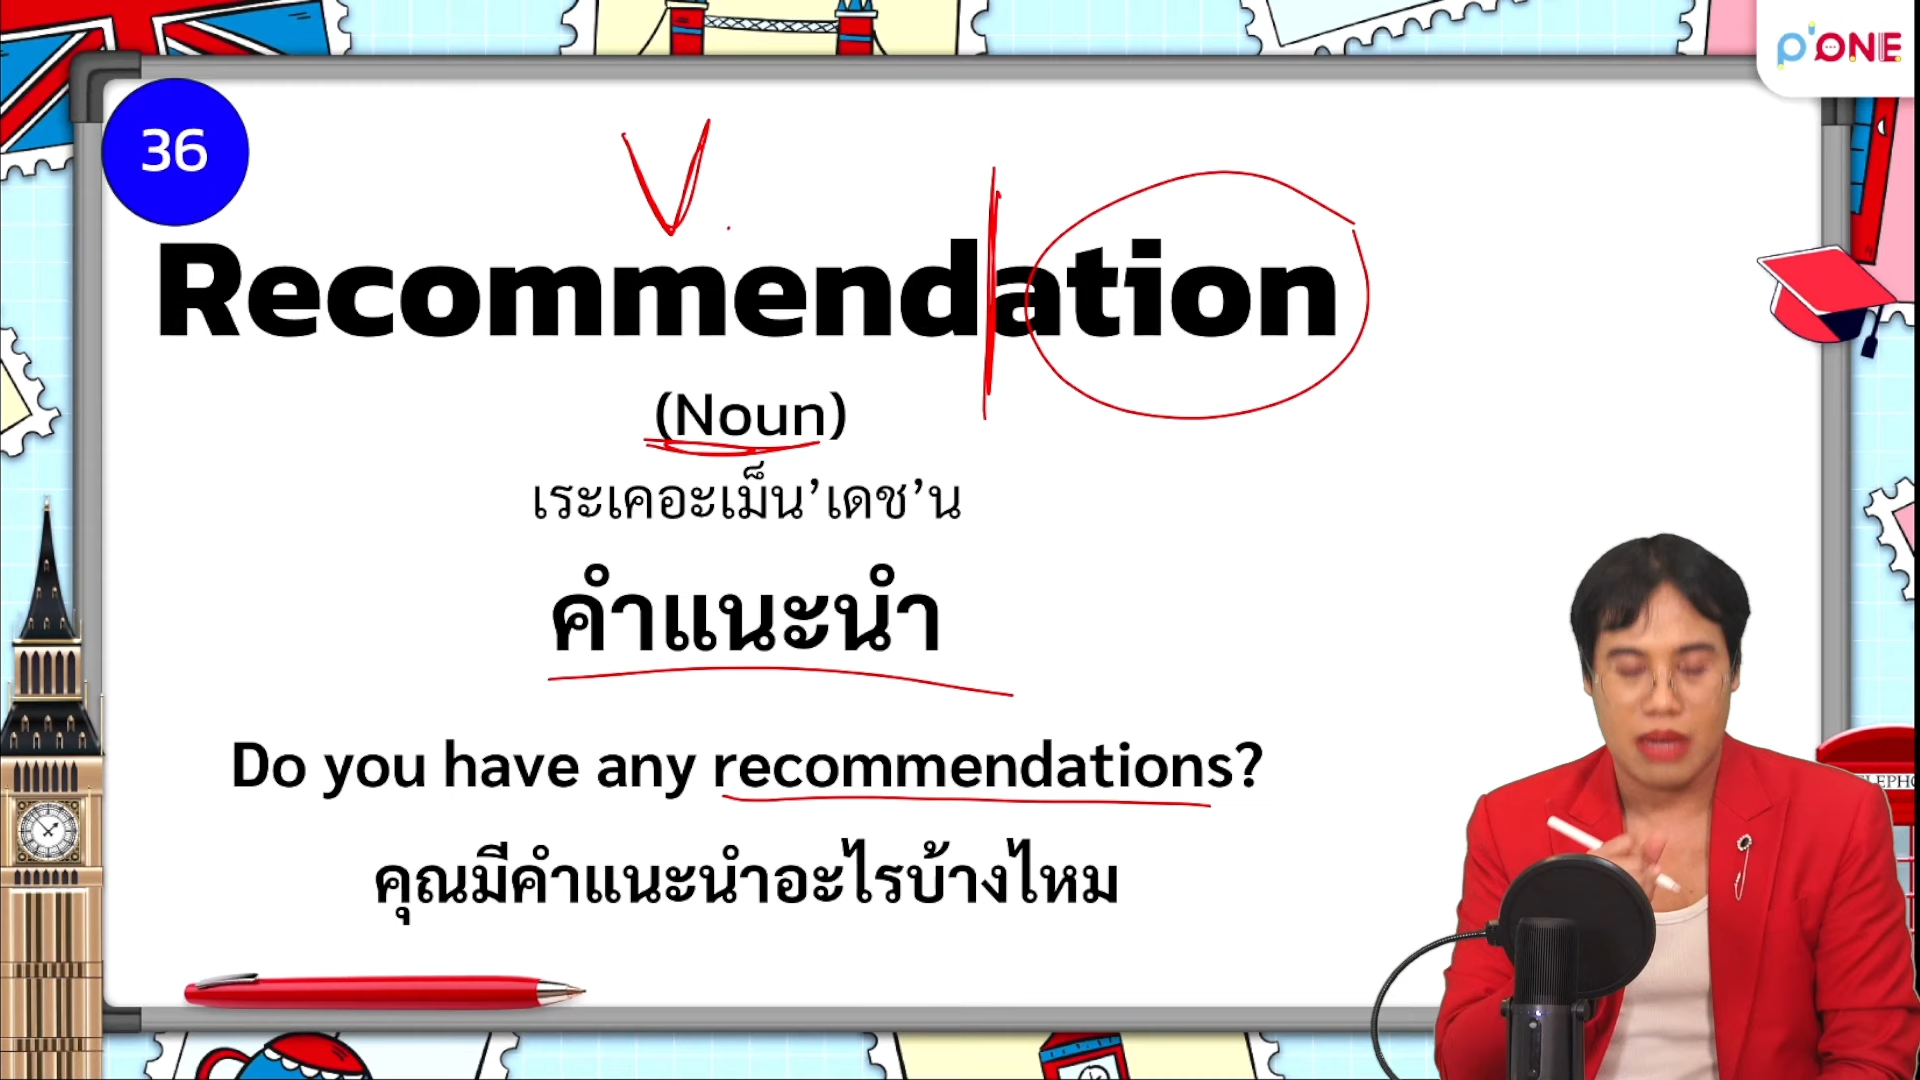 P'ONE
36
V
Recommendation
(Noun)
เระเคอะเม็น’เดช’น
คำแนะนำ
Do you have any recommendations?
คุณมีคำแนะนำอะไรบ้างไหม